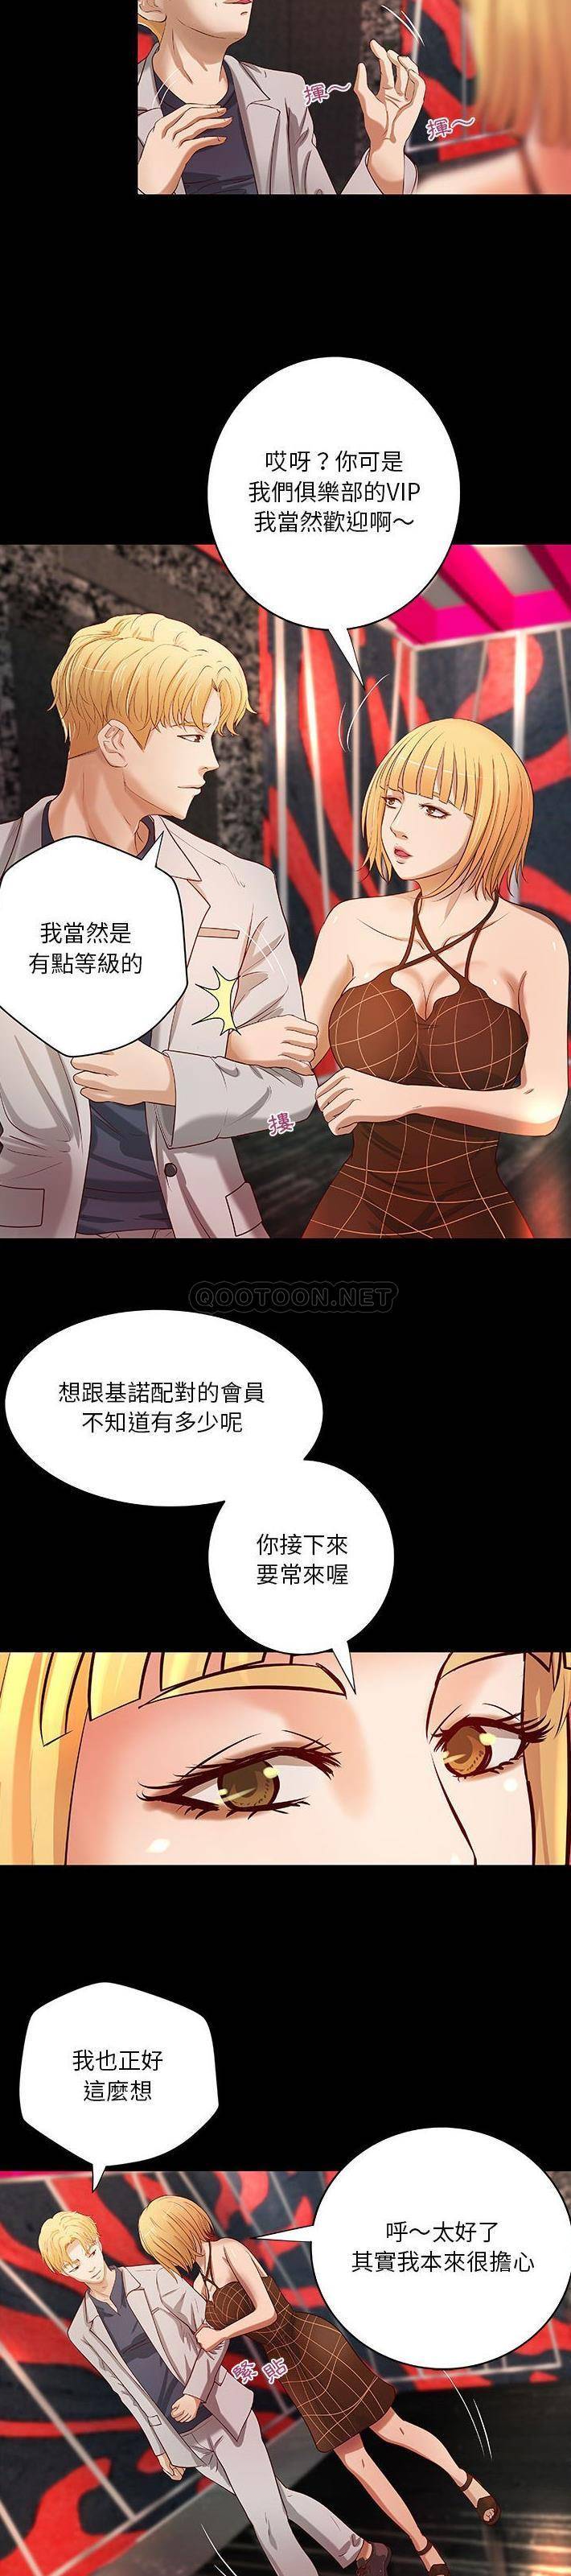 揮～
揮～
哎呀？你可是
我們俱樂部的VIP
我當然歡迎啊～
我當然是
有點等級的
摟
QOOTOON.NET
想跟基諾配對的會員
不知道有多少呢
你接下來
要常來喔
我也正好
這麼想
呼～太好了
其實我本來很擔心
緊貼